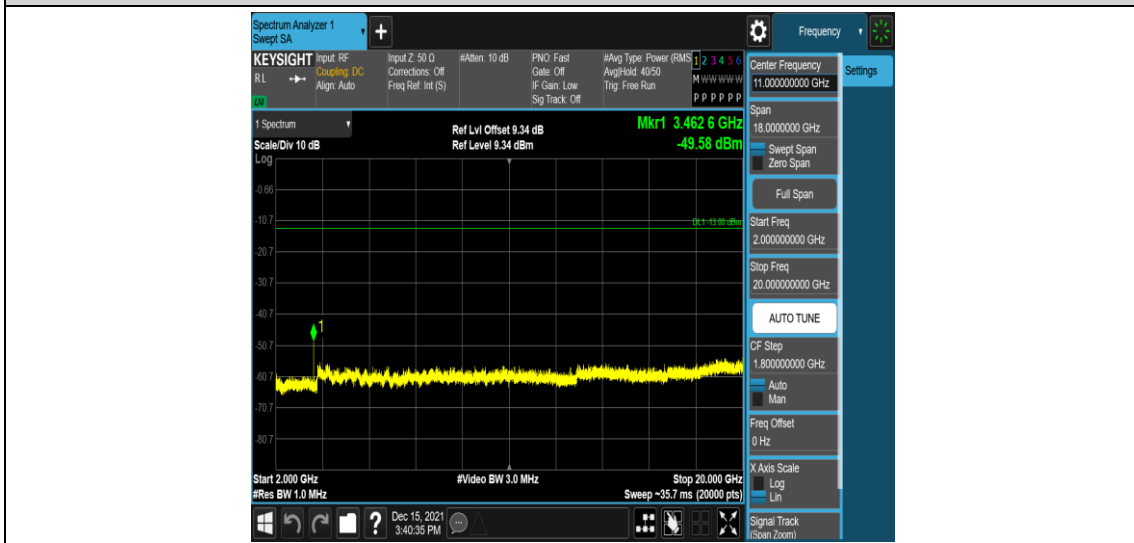 Spectrum Analyzer 1
Swept SA
+
Frequency
KEYSIGHT
RL
Input: RF
Coupling: DC
Align: Auto
Input Z: 50 Ω
Corrections: Off
Freq Ref: Int (S)
#Atten: 10 dB
PNO: Fast
Gate: Off
IF Gain: Low
Sig Track: Off
#Avg Type: Power (RMS
Avg|Hold: 40/50
Trig: Free Run
1 2 3 4 5 6
M W W W W W
P P P P P P
1 Spectrum
Scale/Div 10 dB
Log
Ref Lvl Offset 9.34 dB
Ref Level 9.34 dBm
Mkr1 3.462 6 GHz
-49.58 dBm
-0.66
-10.7
DL1 -13.00 dBm
-20.7
-30.7
-40.7
1
-50.7
-60.7
-70.7
-80.7
Start 2.000 GHz
#Res BW 1.0 MHz
#Video BW 3.0 MHz
Stop 20.000 GHz
Sweep ~35.7 ms (20000 pts)
?
Dec 15, 2021
3:40:35 PM
Center Frequency
11.000000000 GHz
Settings
Span
18.0000000 GHz
Swept Span
Zero Span
Full Span
Start Freq
2.000000000 GHz
Stop Freq
20.000000000 GHz
AUTO TUNE
CF Step
1.800000000 GHz
Auto
Man
Freq Offset
0 Hz
X Axis Scale
Log
Lin
Signal Track
(Span Zoom)